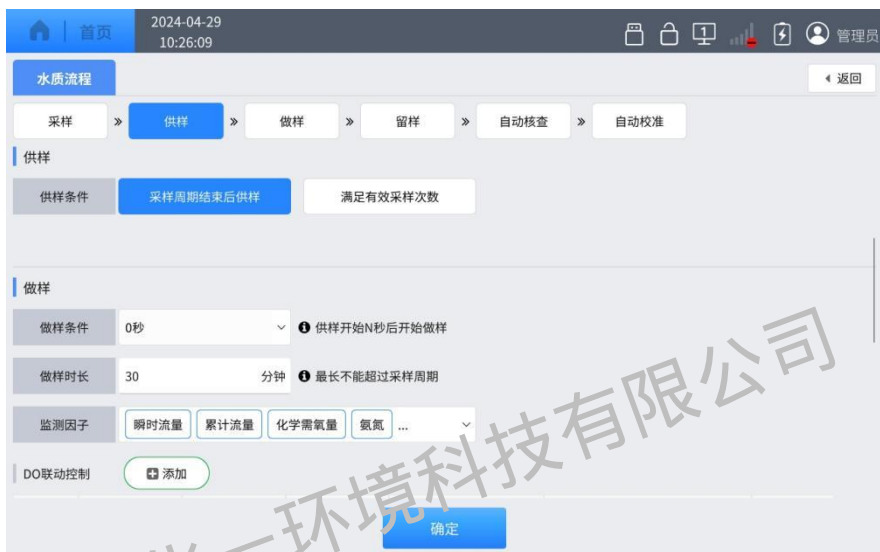 首页
2024-04-29
10:26:09
1
管理员
水质流程
返回
采样 » 供样 » 做样 » 留样 » 自动核查 » 自动校准
供样
供样条件 采样周期结束后供样 满足有效采样次数
做样
做样条件 0秒 供样开始N秒后开始做样
做样时长 30 分钟 最长不能超过采样周期
监测因子 瞬时流量 累计流量 化学需氧量 氨氮 ...
DO联动控制 添加
确定
一环境科技有限公司